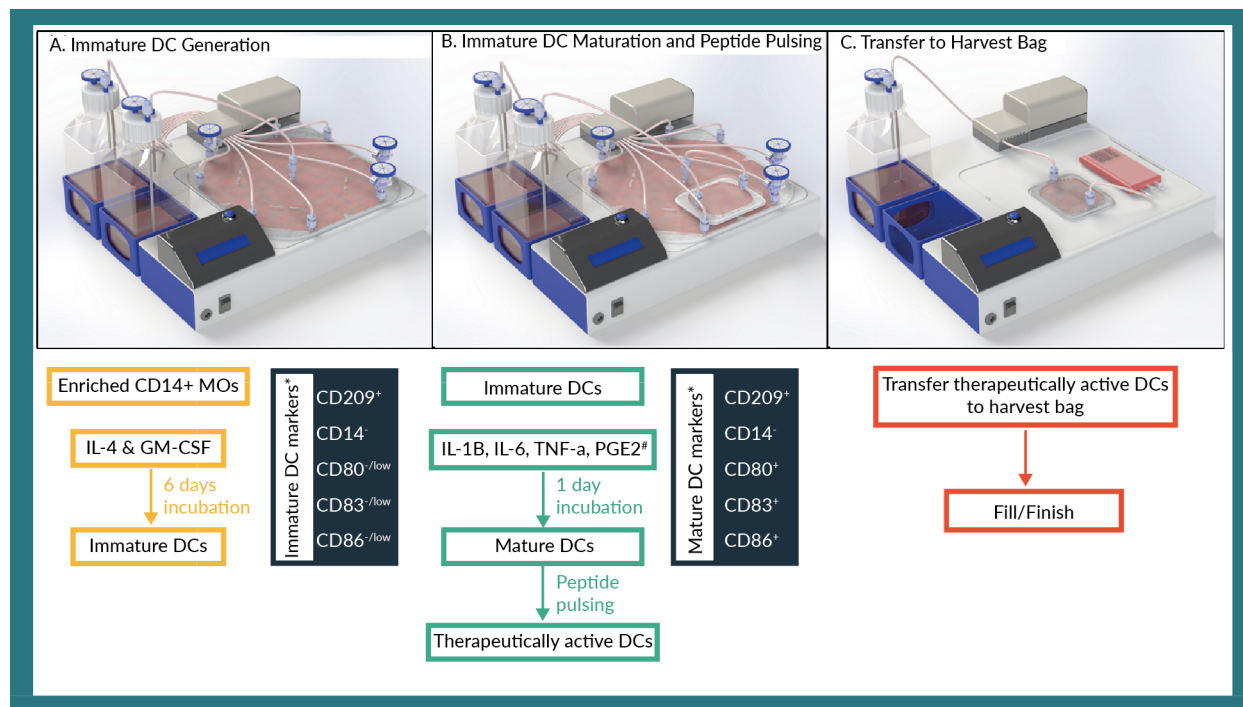 A. Immature DC Generation
B. Immature DC Maturation and Peptide Pulsing
C. Transfer to Harvest Bag
Enriched CD14+ MOs
IL-4 & GM-CSF
6 days
incubation
Immature DCs
Immature DC markers*
CD209⁺
CD14⁻
CD80⁻/ˡᵒʷ
CD83⁻/ˡᵒʷ
CD86⁻/ˡᵒʷ
Immature DCs
IL-1B, IL-6, TNF-a, PGE2#
1 day
incubation
Mature DCs
Peptide
pulsing
Therapeutically active DCs
Mature DC markers*
CD209⁺
CD14⁻
CD80⁺
CD83⁺
CD86⁺
Transfer therapeutically active DCs
to harvest bag
Fill/Finish